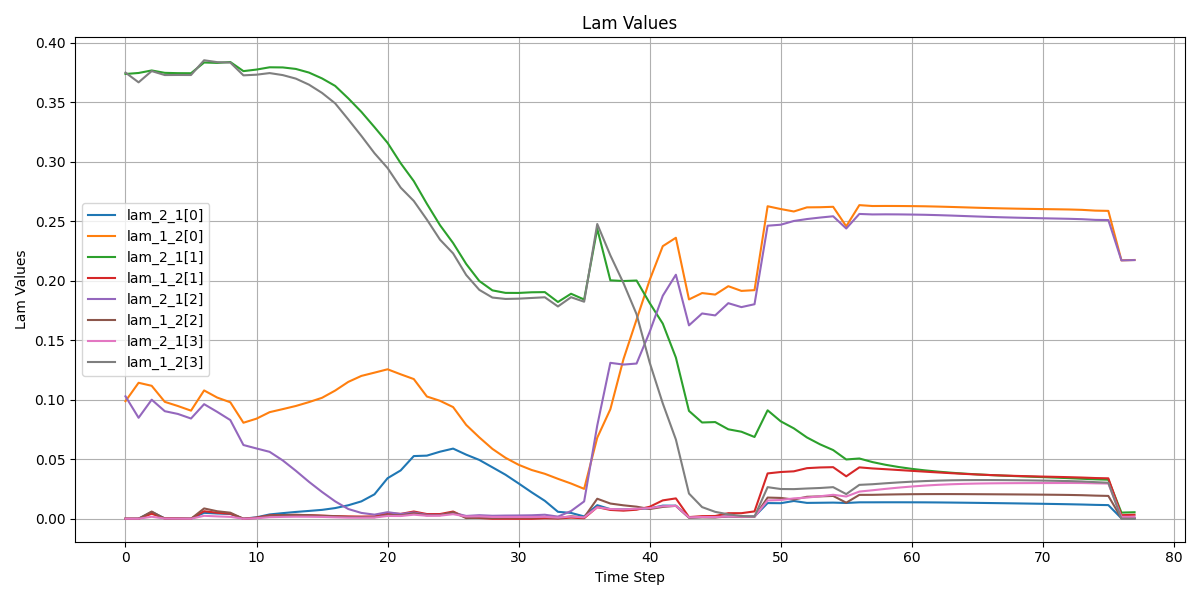 Lam Values
0.40
0.35
0.30
0.25
0.20
0.15
0.10
0.05
0.00
Lam Values
lam_2_1[0]
lam_1_2[0]
lam_2_1[1]
lam_1_2[1]
lam_2_1[2]
lam_1_2[2]
lam_2_1[3]
lam_1_2[3]
0 10 20 30 40 50 60 70 80
Time Step